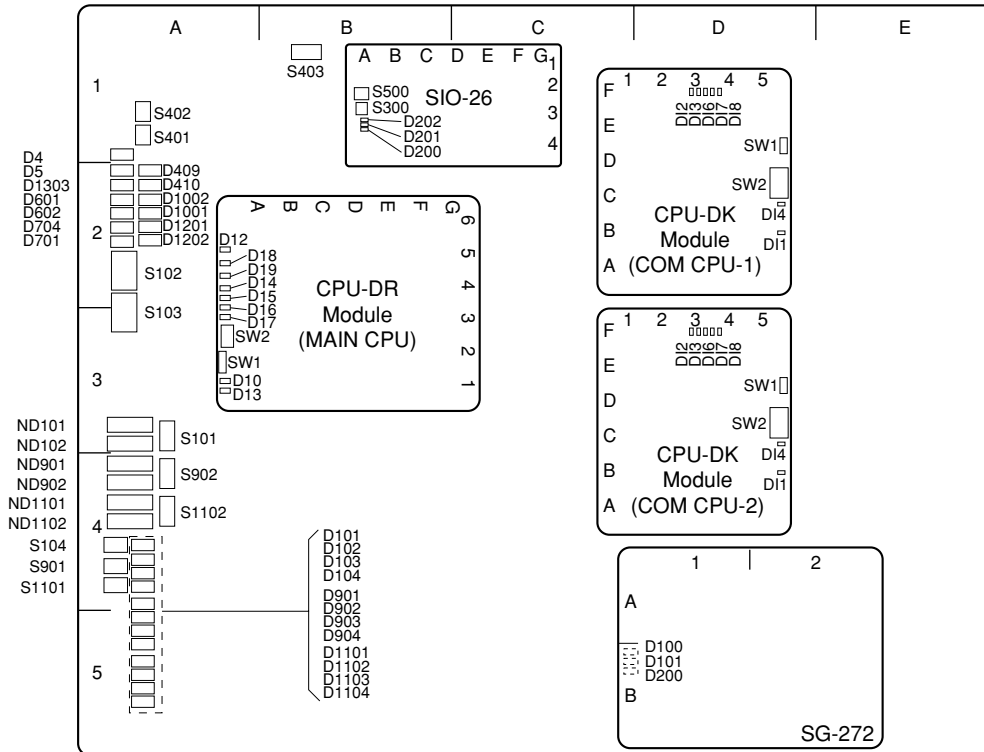 A B C D E
1
2
3
4
5
S403
S402
S401
D4
D5
D1303
D601
D602
D704
D701
D409
D410
D1002
D1001
D1201
D1202
S102
S103
ND101
ND102
ND901
ND902
ND1101
ND1102
S101
S902
S1102
S104
S901
S1101
D101
D102
D103
D104
D901
D902
D903
D904
D1101
D1102
D1103
D1104
A B C D E F G
1
2
3
4
S500
S300
SIO-26
D202
D201
D200
A B C D E F G
6
5
4
3
2
1
D12
D18
D19
D14
D15
D16
D17
SW2
SW1
D10
D13
CPU-DR
Module
(MAIN CPU)
1 2 3 4 5
F
E
D
C
B
A
DI2
DI3
DI6
DI7
DI8
SW1
SW2
DI4
DI1
CPU-DK
Module
(COM CPU-1)
1 2 3 4 5
F
E
D
C
B
A
DI2
DI3
DI6
DI7
DI8
SW1
SW2
DI4
DI1
CPU-DK
Module
(COM CPU-2)
1 2
A
B
D100
D101
D200
SG-272